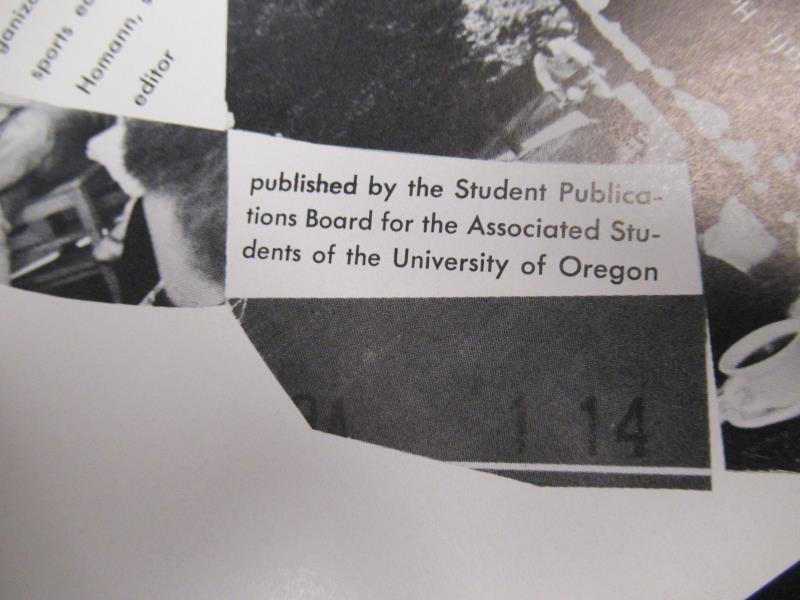 sports
Homann,
editor
published by the Student Publica-
tions Board for the Associated Stu-
dents of the University of Oregon
1 14